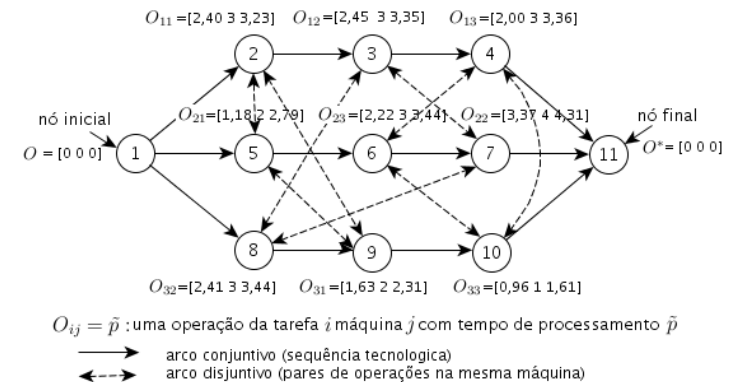 O₁₁=[2,40 3 3,23] O₁₂=[2,45 3 3,35] O₁₃=[2,00 3 3,36]
2 3 4
nó inicial O₂₁=[1,18 2 2,79] O₂₃=[2,22 3 3,44] O₂₂=[3,37 4 4,31] nó final
O = [0 0 0] 1 5 6 7 11 O*= [0 0 0]
8 9 10
O₃₂=[2,41 3 3,44] O₃₁=[1,63 2 2,31] O₃₃=[0,96 1 1,61]
Oᵢⱼ = p̃ : uma operação da tarefa i máquina j com tempo de processamento p̃
arco conjuntivo (sequência tecnologica)
arco disjuntivo (pares de operações na mesma máquina)